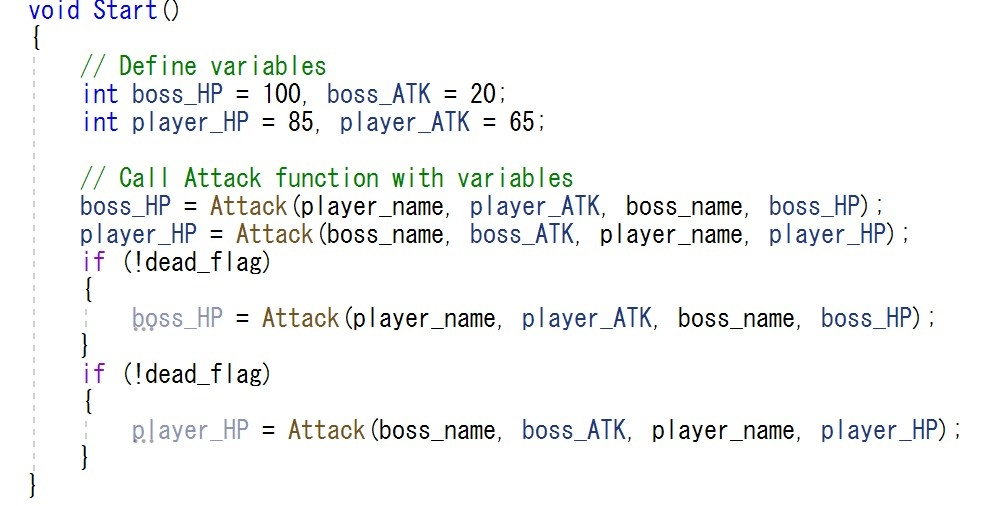 void Start()
{
// Define variables
int boss_HP = 100, boss_ATK = 20;
int player_HP = 85, player_ATK = 65;
// Call Attack function with variables
boss_HP = Attack(player_name, player_ATK, boss_name, boss_HP);
player_HP = Attack(boss_name, boss_ATK, player_name, player_HP);
if (!dead_flag)
{
boss_HP = Attack(player_name, player_ATK, boss_name, boss_HP);
}
if (!dead_flag)
{
player_HP = Attack(boss_name, boss_ATK, player_name, player_HP);
}
}